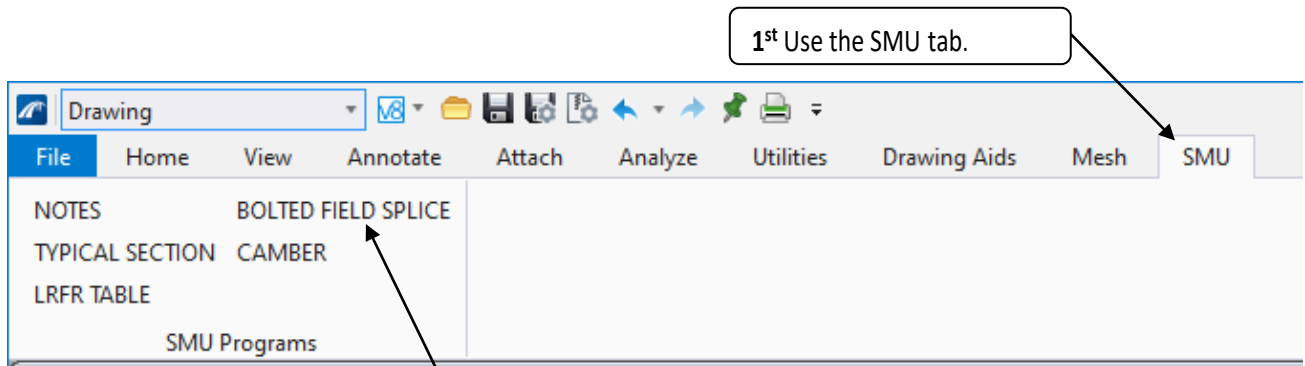 1st Use the SMU tab.
Drawing
V8
File Home View Annotate Attach Analyze Utilities Drawing Aids Mesh SMU
NOTES BOLTED FIELD SPLICE
TYPICAL SECTION CAMBER
LRFR TABLE
SMU Programs